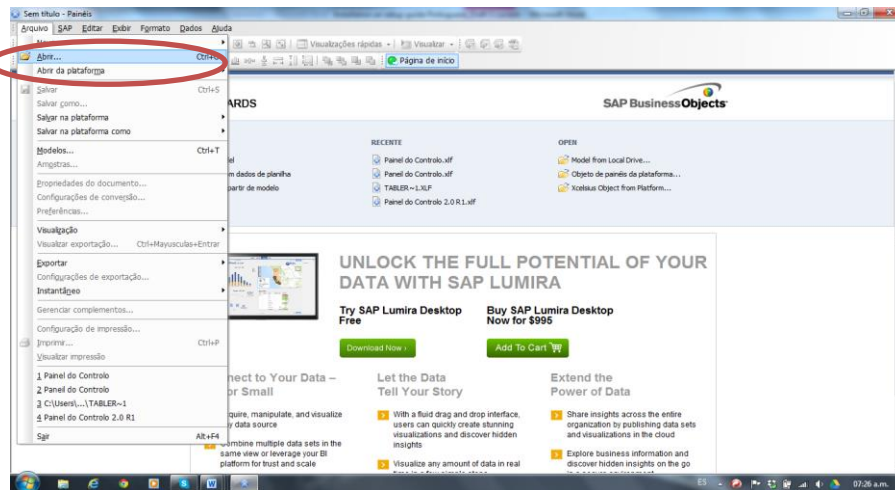 Sem título - Painéis
Arquivo SAP Editar Exibir Formato Dados Ajuda
Visualizações rápidas
Visualizar
Abrir... Ctrl+O
Página de início
Abrir da plataforma
Salvar Ctrl+S
Salvar como...
Salvar na plataforma
Salvar na plataforma como
Modelos... Ctrl+T
Amostras...
Propriedades do documento...
Configurações de conversão...
Preferências...
Visualização
Visualizar exportação... Ctrl+Mayusculas+Entrar
Exportar
Configurações de exportação...
Instantâneo
Gerenciar complementos...
Configuração de impressão...
Imprimir... Ctrl+P
Visualizar impressão
1 Painel do Controlo
2 Paneil do Controlo
3 C:\Users\...\TABLER~1
4 Painel do Controlo 2.0 R1
Sair Alt+F4
ARDS
SAP BusinessObjects
RECENTE
Painel do Controlo.xlf
Paneil do Controlo.xlf
TABLER~1.XLF
Painel do Controlo 2.0 R1.xlf
OPEN
Model from Local Drive...
Objeto de painéis da plataforma...
Xcelsius Object from Platform...
m dados de planilha
partir de modelo
UNLOCK THE FULL POTENTIAL OF YOUR
DATA WITH SAP LUMIRA
Try SAP Lumira Desktop
Free
Download Now ›
Buy SAP Lumira Desktop
Now for $995
Add To Cart
nect to Your Data –
or Small
quire, manipulate, and visualize
y data source
Combine multiple data sets in the
same view or leverage your BI
platform for trust and scale
Let the Data
Tell Your Story
With a fluid drag and drop interface,
users can quickly create stunning
visualizations and discover hidden
insights
Visualize any amount of data in real
Extend the
Power of Data
Share insights across the entire
organization by publishing data sets
and visualizations in the cloud
Explore business information and
discover hidden insights on the go
ES
07:26 a.m.